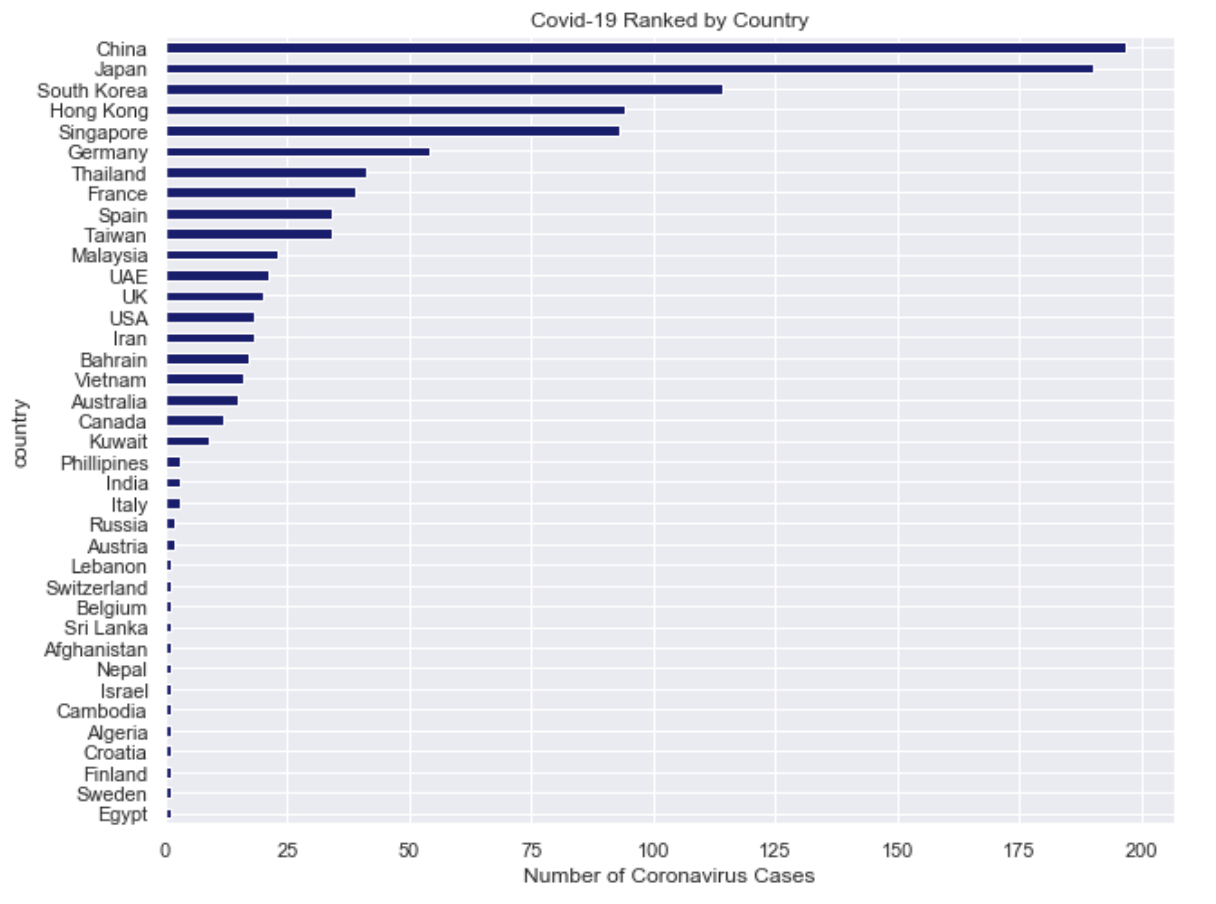 Covid-19 Ranked by Country
China
Japan
South Korea
Hong Kong
Singapore
Germany
Thailand
France
Spain
Taiwan
Malaysia
UAE
UK
USA
Iran
Bahrain
Vietnam
Australia
Canada
Kuwait
Phillipines
India
Italy
Russia
Austria
Lebanon
Switzerland
Belgium
Sri Lanka
Afghanistan
Nepal
Israel
Cambodia
Algeria
Croatia
Finland
Sweden
Egypt
country
0 25 50 75 100 125 150 175 200
Number of Coronavirus Cases